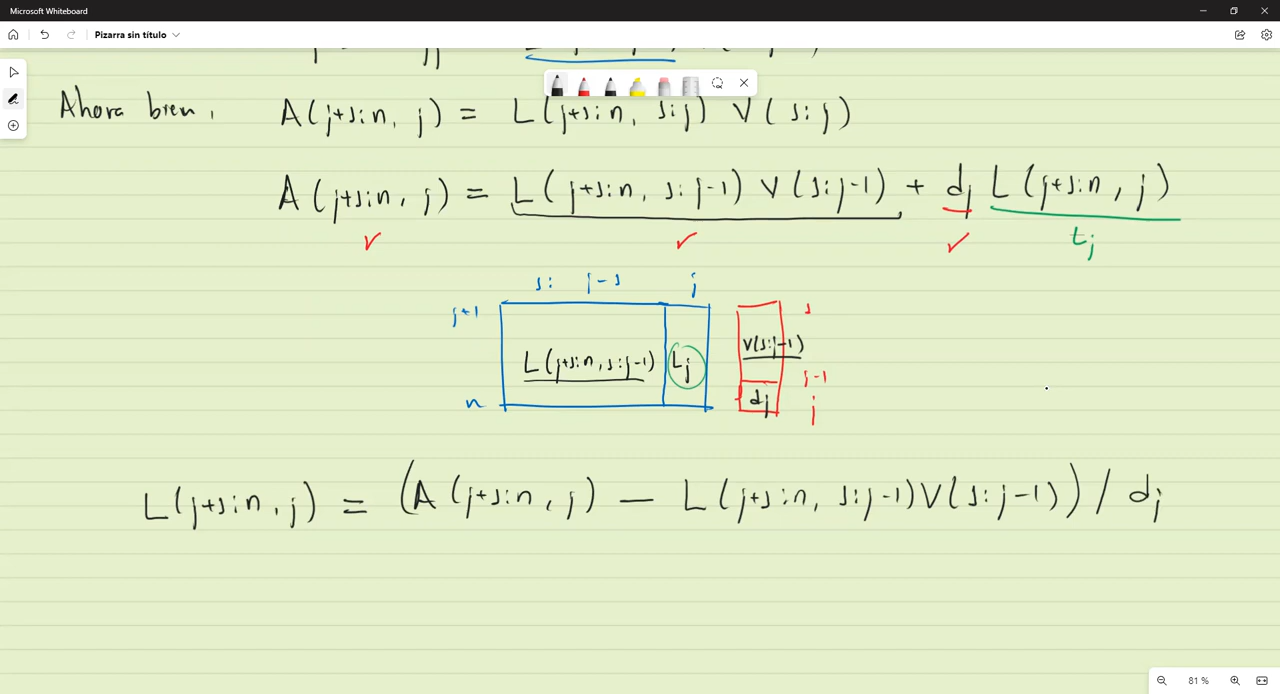 Microsoft Whiteboard
Pizarra sin título
Ahora bien, A(j+1:n, j) = L(j+1:n, 1:j) V(1:j)
A(j+1:n, j) = L(j+1:n, 1:j-1) V(1:j-1) + dj L(j+1:n, j)
✓ ✓ ✓ tj
1: j-1 j
j+1 1
L(j+1:n, 1:j-1) Lj V(1:j-1)
j-1
n dj j
L(j+1:n, j) = (A(j+1:n, j) - L(j+1:n, 1:j-1)V(1:j-1)) / dj
81 %